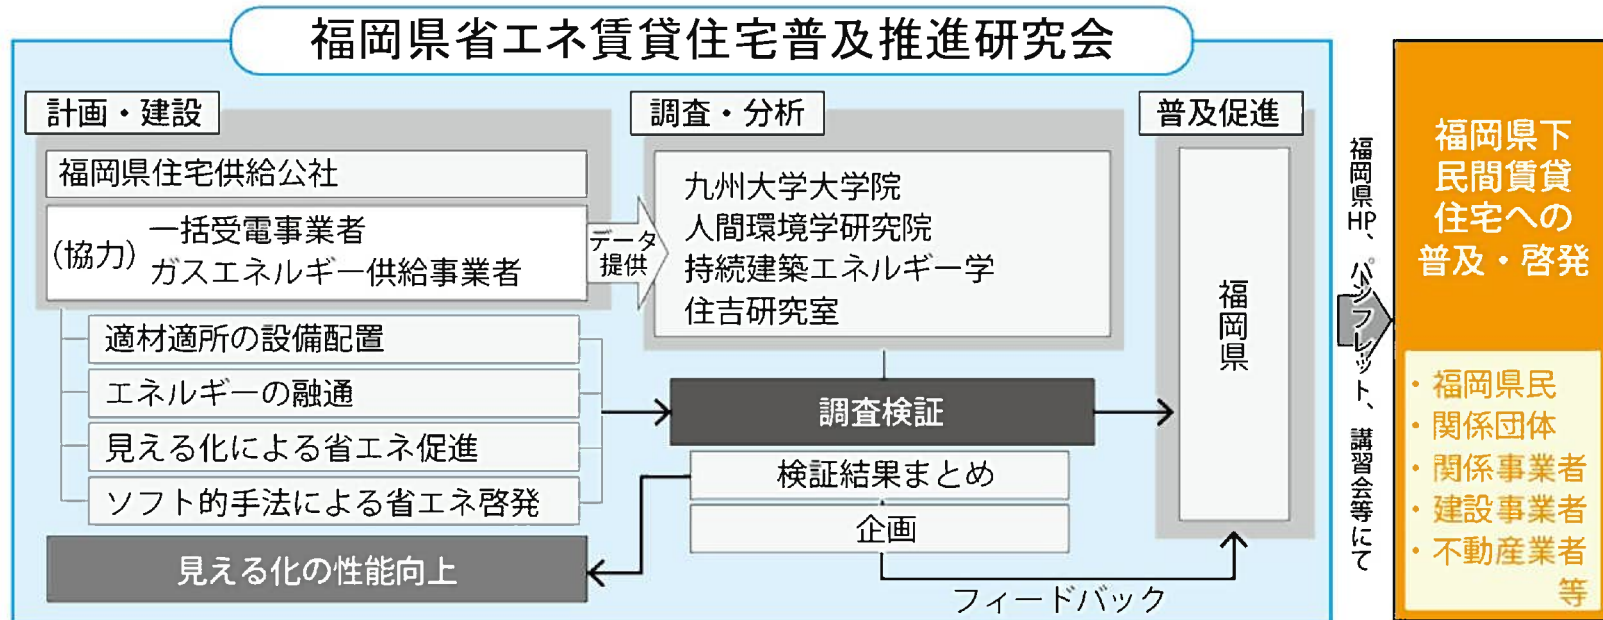 福岡県省エネ賃貸住宅普及推進研究会
計画・建設
福岡県住宅供給公社
(協力)
一括受電事業者
ガスエネルギー供給事業者
データ
提供
調査・分析
九州大学大学院
人間環境学研究院
持続建築エネルギー学
住吉研究室
適材適所の設備配置
エネルギーの融通
見える化による省エネ促進
ソフト的手法による省エネ啓発
見える化の性能向上
調査検証
検証結果まとめ
企画
フィードバック
普及促進
福岡県
福岡県HP、パンフレット、講習会等にて
福岡県下
民間賃貸
住宅への
普及・啓発
・福岡県民
・関係団体
・関係事業者
・建設事業者
・不動産業者
等